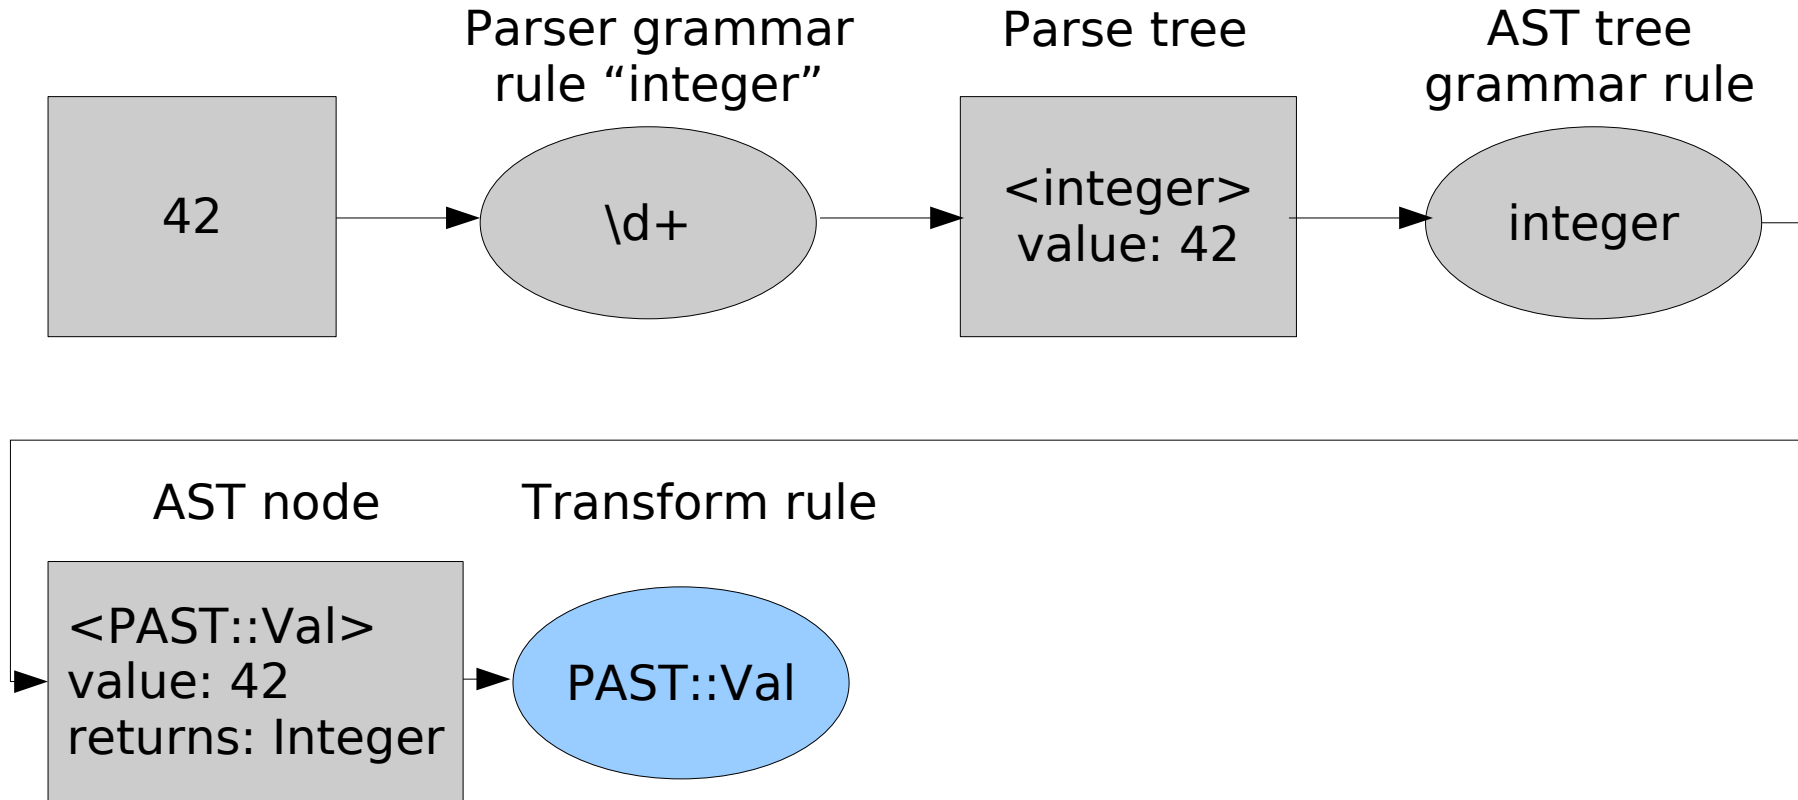 Parser grammar
rule “integer”
Parse tree
AST tree
grammar rule
42
\d+
<integer>
value: 42
integer
AST node
Transform rule
<PAST::Val>
value: 42
returns: Integer
PAST::Val